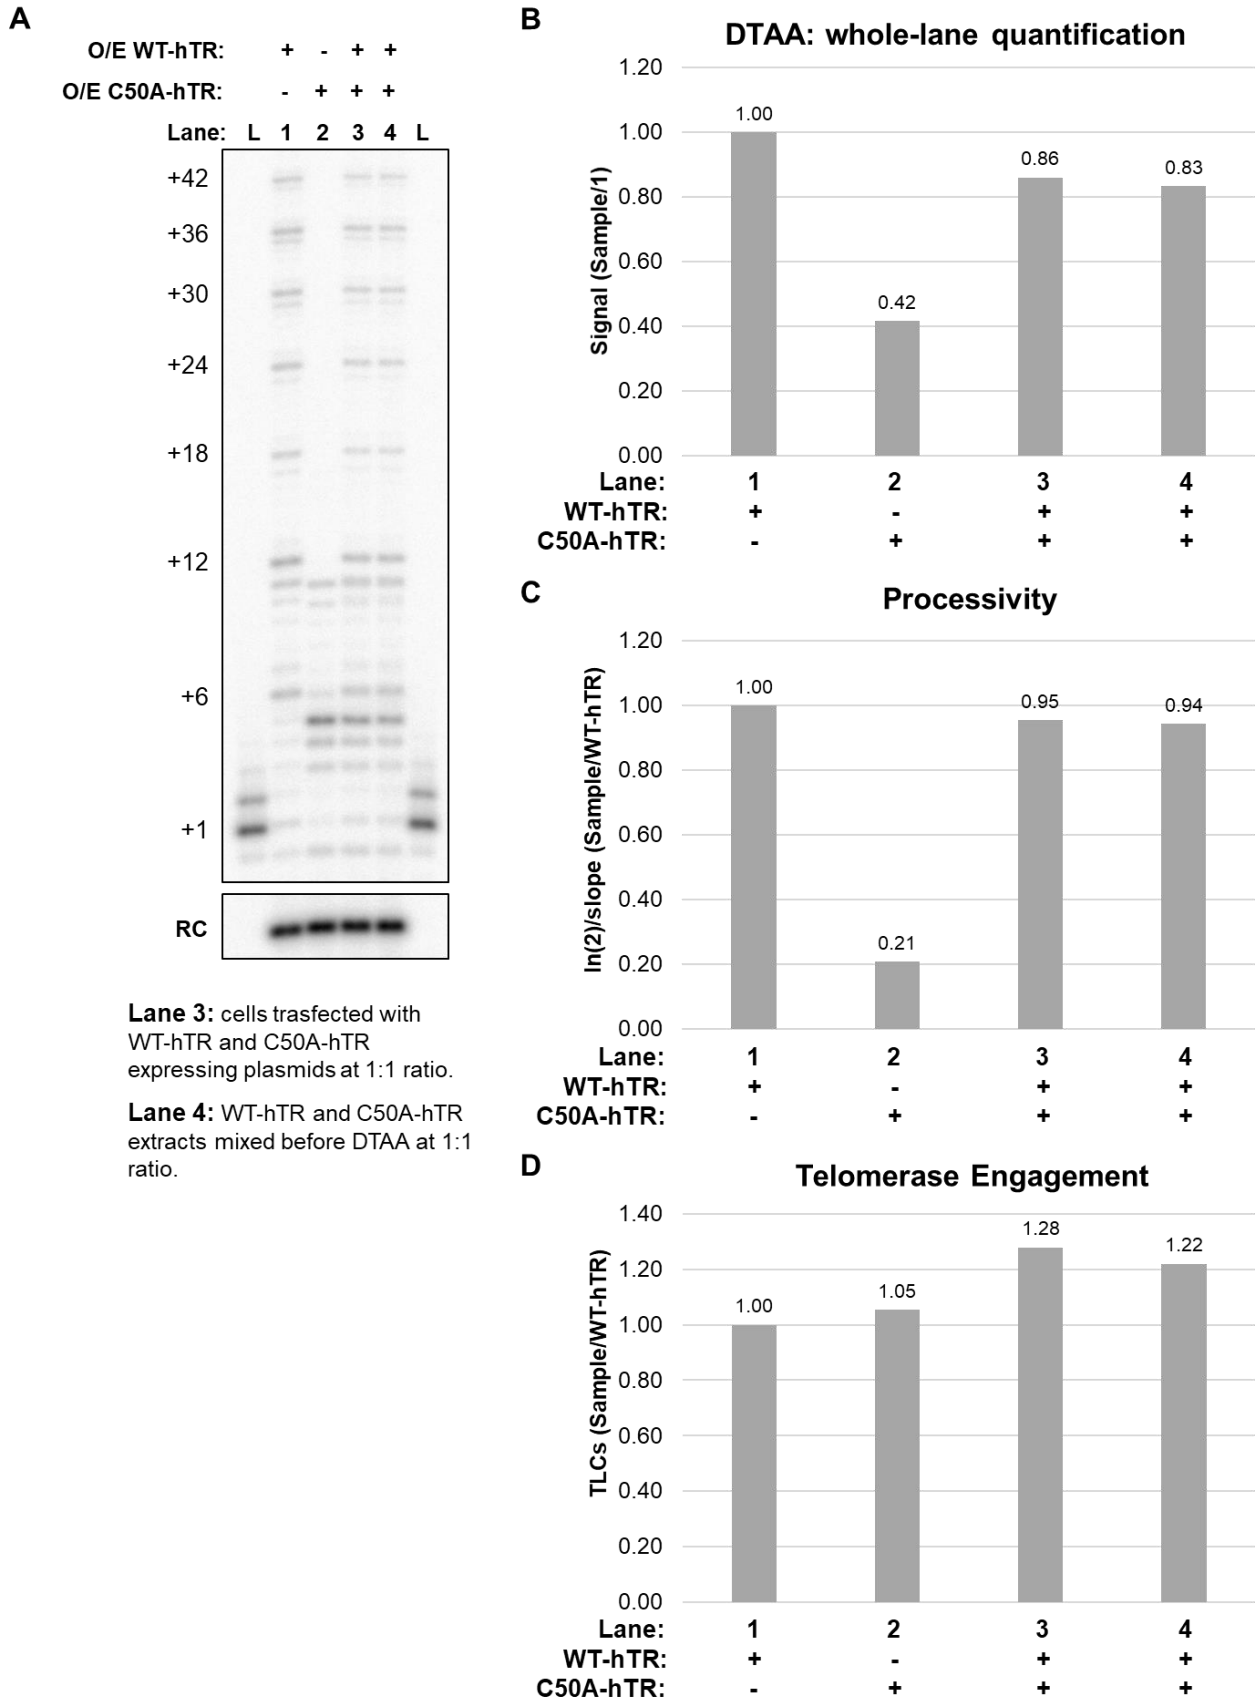 A
O/E WT-hTR: + - + +
O/E C50A-hTR: - + + +
Lane: L 1 2 3 4 L
+42
+36
+30
+24
+18
+12
+6
+1
RC
Lane 3: cells trasfected with
WT-hTR and C50A-hTR
expressing plasmids at 1:1 ratio.
Lane 4: WT-hTR and C50A-hTR
extracts mixed before DTAA at 1:1
ratio.
B
DTAA: whole-lane quantification
Signal (Sample/1)
1.20
1.00
0.80
0.60
0.40
0.20
0.00
1.00
0.42
0.86
0.83
Lane: 1 2 3 4
WT-hTR: + - + +
C50A-hTR: - + + +
C
Processivity
ln(2)/slope (Sample/WT-hTR)
1.20
1.00
0.80
0.60
0.40
0.20
0.00
1.00
0.21
0.95
0.94
Lane: 1 2 3 4
WT-hTR: + - + +
C50A-hTR: - + + +
D
Telomerase Engagement
TLCs (Sample/WT-hTR)
1.40
1.20
1.00
0.80
0.60
0.40
0.20
0.00
1.00
1.05
1.28
1.22
Lane: 1 2 3 4
WT-hTR: + - + +
C50A-hTR: - + + +